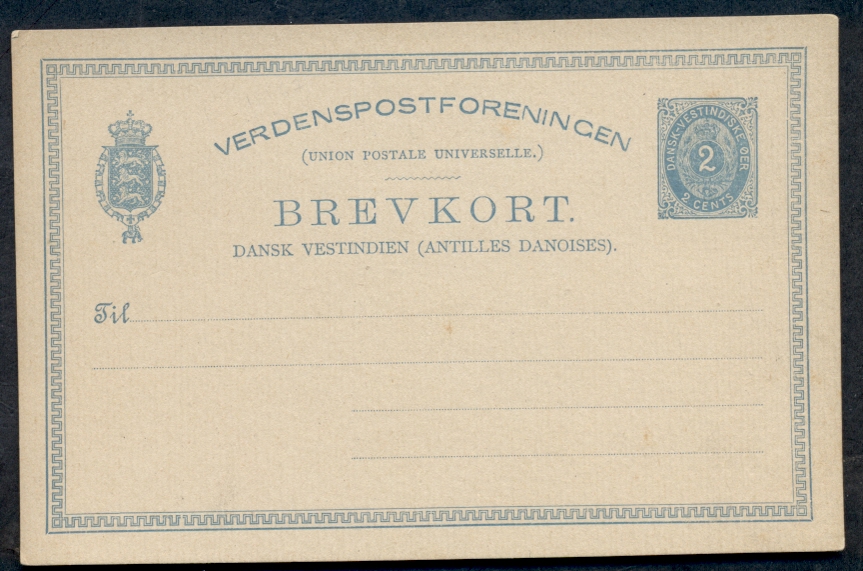 VERDENSPOSTFORENINGEN
(UNION POSTALE UNIVERSELLE.)
BREVKORT.
DANSK VESTINDIEN (ANTILLES DANOISES).
DANSK-VESTINDISKE ØER
2
2 CENTS
Til